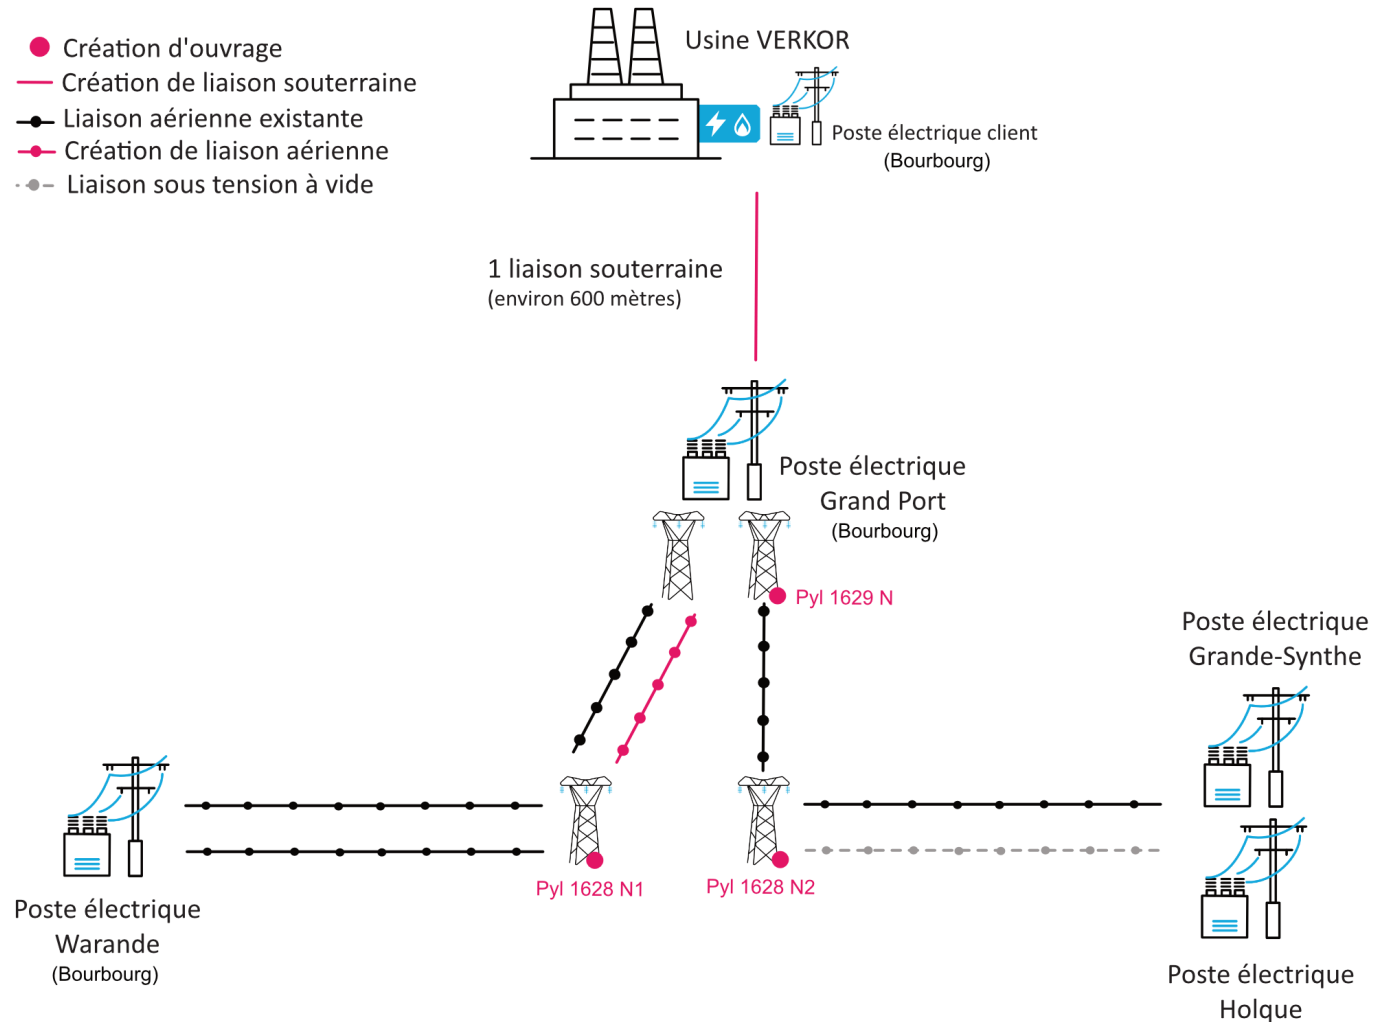 Création d'ouvrage
Création de liaison souterraine
Liaison aérienne existante
Création de liaison aérienne
Liaison sous tension à vide
Usine VERKOR
Poste électrique client
(Bourbourg)
1 liaison souterraine
(environ 600 mètres)
Poste électrique
Grand Port
(Bourbourg)
Pyl 1629 N
Poste électrique
Grande-Synthe
Pyl 1628 N1
Pyl 1628 N2
Poste électrique
Warande
(Bourbourg)
Poste électrique
Holque